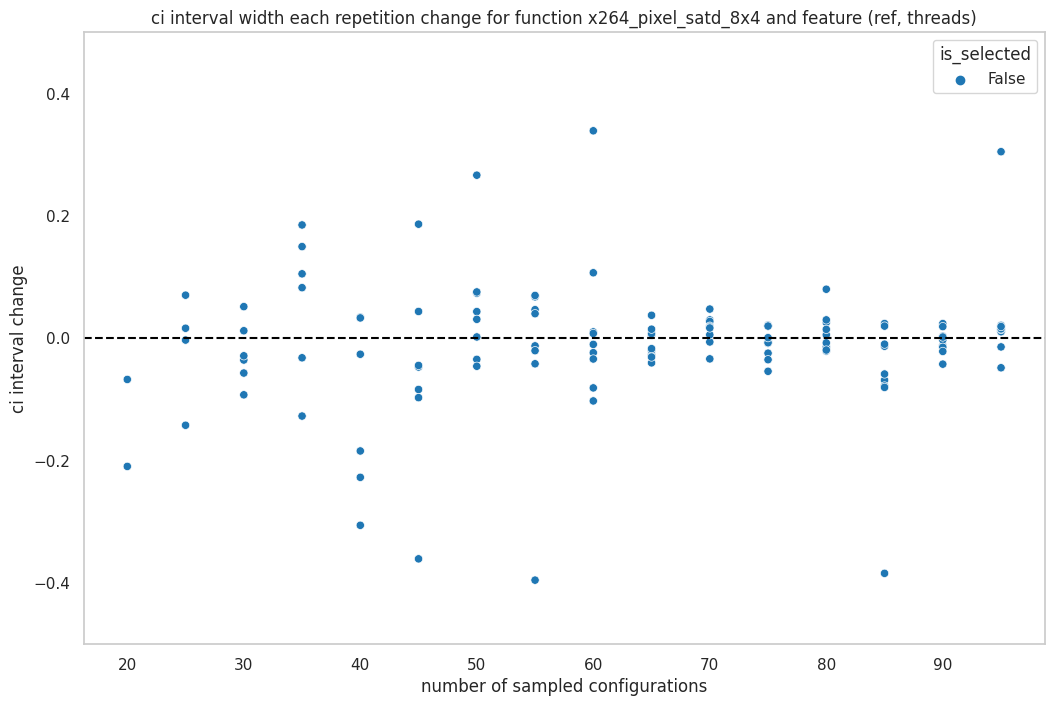 ci interval width each repetition change for function x264_pixel_satd_8x4 and feature (ref, threads)
is_selected
False
ci interval change
0.4
0.2
0.0
−0.2
−0.4
20 30 40 50 60 70 80 90
number of sampled configurations